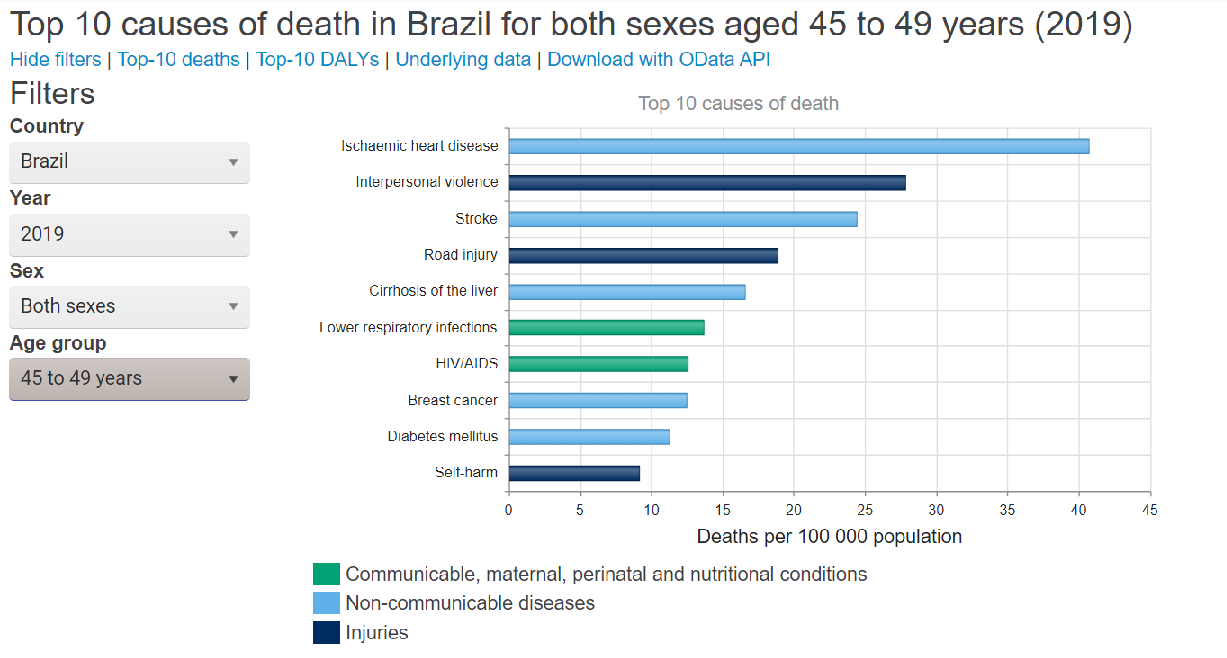 Top 10 causes of death in Brazil for both sexes aged 45 to 49 years (2019)
Hide filters | Top-10 deaths | Top-10 DALYs | Underlying data | Download with OData API
Filters
Country
Brazil
Year
2019
Sex
Both sexes
Age group
45 to 49 years
Top 10 causes of death
Ischaemic heart disease
Interpersonal violence
Stroke
Road injury
Cirrhosis of the liver
Lower respiratory infections
HIV/AIDS
Breast cancer
Diabetes mellitus
Self-harm
0 5 10 15 20 25 30 35 40 45
Deaths per 100 000 population
Communicable, maternal, perinatal and nutritional conditions
Non-communicable diseases
Injuries